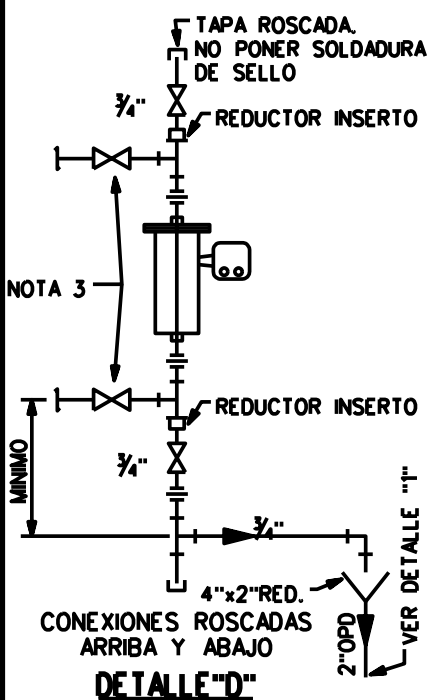 TAPA ROSCADA.
NO PONER SOLDADURA
DE SELLO
3/4"
REDUCTOR INSERTO
NOTA 3
REDUCTOR INSERTO
3/4"
MINIMO
3/4"
4"x2"RED.
2"OPD
VER DETALLE "1"
CONEXIONES ROSCADAS
ARRIBA Y ABAJO
DETALLE"D"